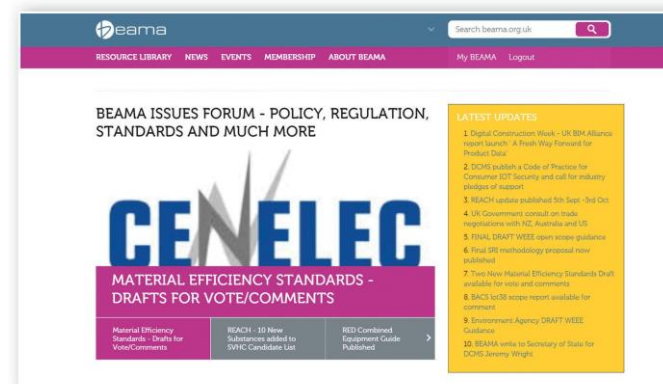 beama
Search beama.org.uk
RESOURCE LIBRARY NEWS EVENTS MEMBERSHIP ABOUT BEAMA My BEAMA Logout
BEAMA ISSUES FORUM - POLICY, REGULATION,
STANDARDS AND MUCH MORE
CENELEC
MATERIAL EFFICIENCY STANDARDS -
DRAFTS FOR VOTE/COMMENTS
Material Efficiency
Standards - Drafts for
Vote/Comments
REACH - 10 New
Substances added to
SVHC Candidate List
RED Combined
Equipment Guide
Published
LATEST UPDATES
1. Digital Construction Week - UK BIM Alliance
report launch ' A Fresh Way Forward for
Product Data'
2. DCMS publish a Code of Practice for
Consumer IOT Security and call for industry
pledges of support
3. REACH update published 5th Sept -3rd Oct
4. UK Government consult on trade
negotiations with NZ, Australia and US
5. FINAL DRAFT WEEE open scope guidance
6. Final SRI methodology proposal now
published
7. Two New Material Efficiency Standards Draft
available for vote and comments
8. BACS lot38 scope report available for
comment
9. Environment Agency DRAFT WEEE
Guidance
10. BEAMA write to Secretary of State for
DCMS Jeremy Wright